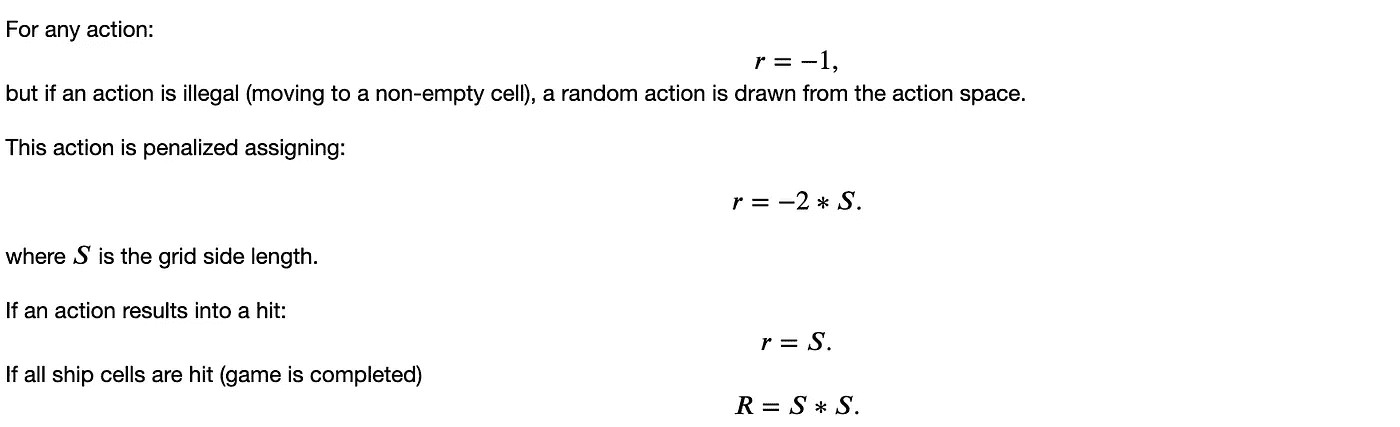 For any action:
r = −1,
but if an action is illegal (moving to a non-empty cell), a random action is drawn from the action space.
This action is penalized assigning:
r = −2 ∗ S.
where S is the grid side length.
If an action results into a hit:
r = S.
If all ship cells are hit (game is completed)
R = S ∗ S.